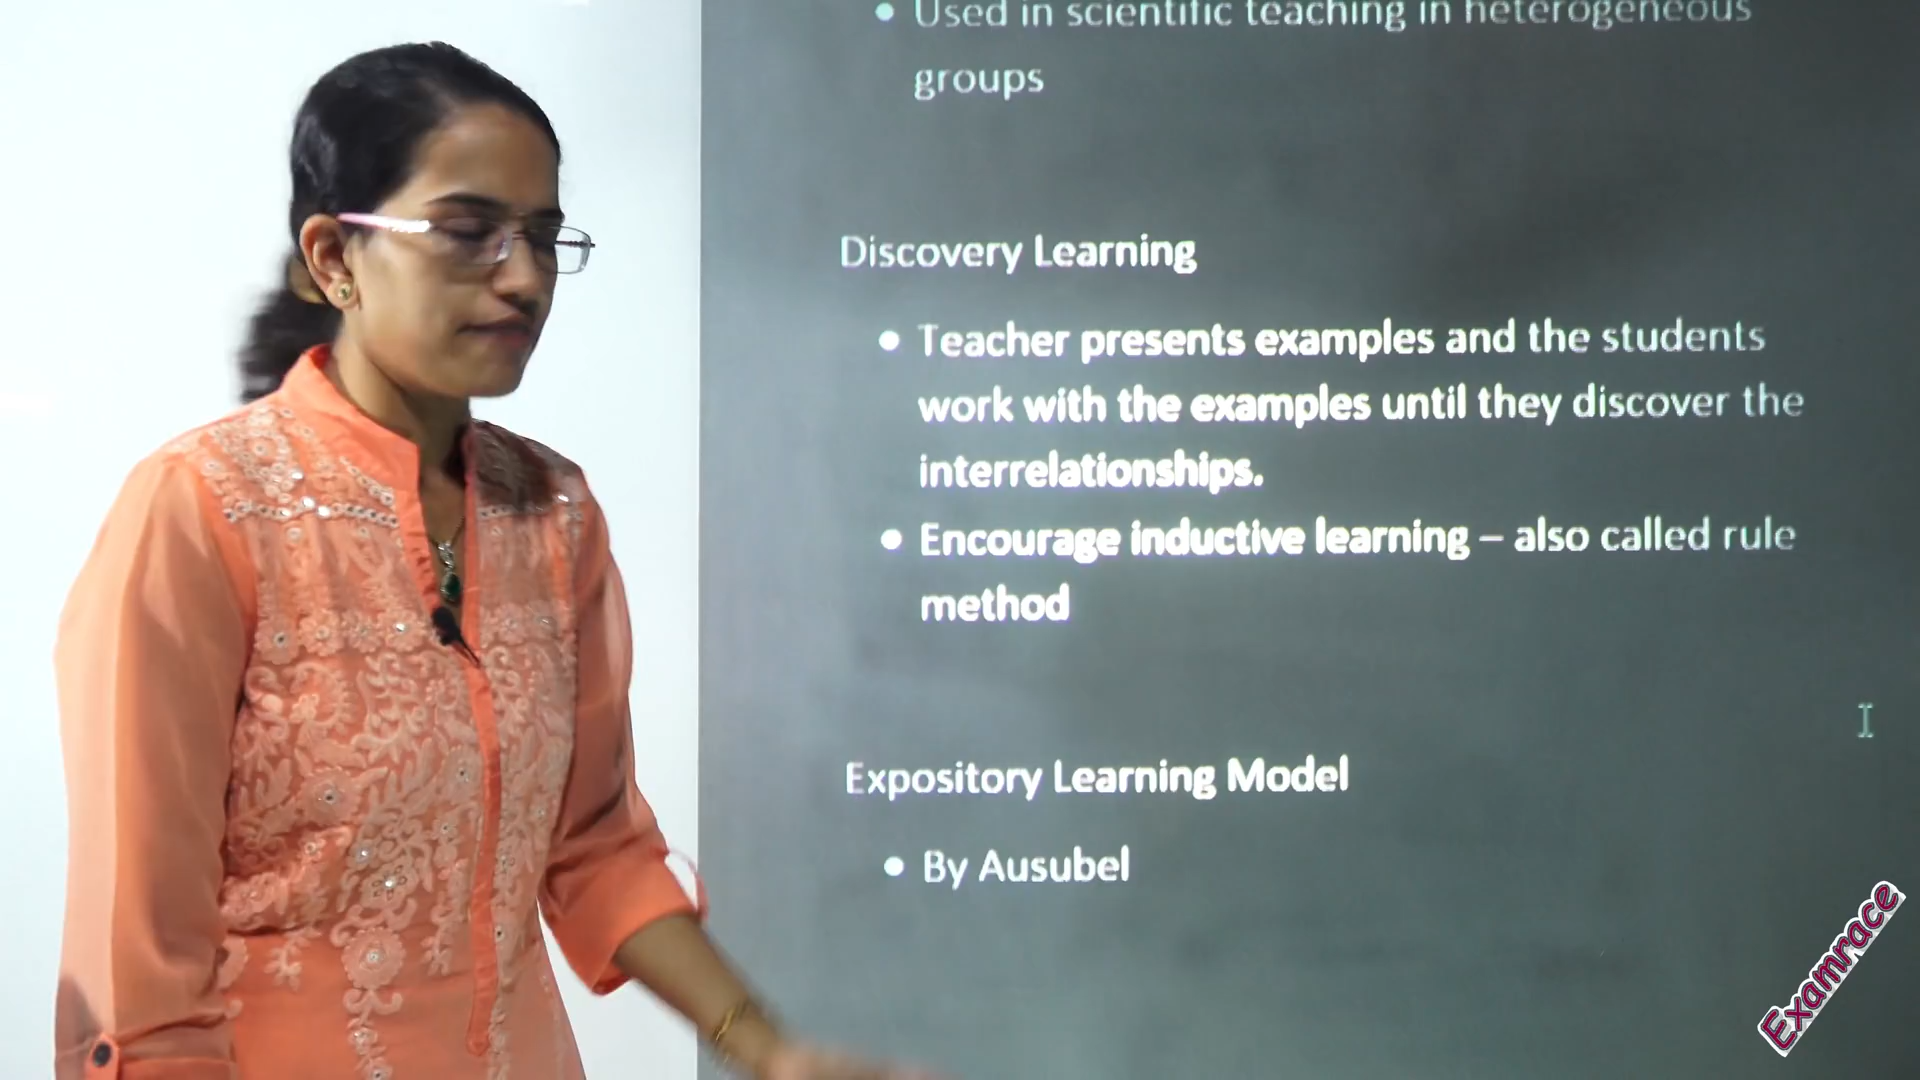 Used in scientific teaching in heterogeneous
groups
Discovery Learning
Teacher presents examples and the students
work with the examples until they discover the
interrelationships.
Encourage inductive learning – also called rule
method
Expository Learning Model
By Ausubel
Examrace